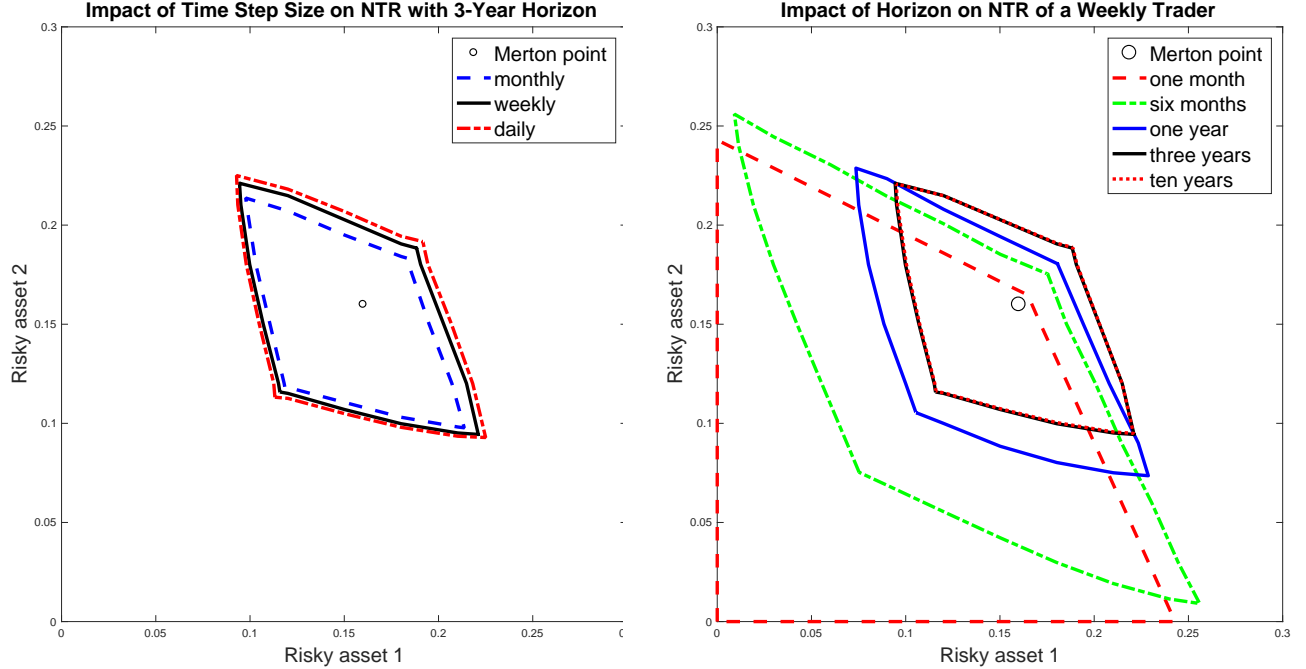 Impact of Time Step Size on NTR with 3-Year Horizon
0.3
0.25
0.2
0.15
0.1
0.05
0
Risky asset 2
Merton point
monthly
weekly
daily
0
0.05
0.1
0.15
0.2
0.25
0.
Risky asset 1
Impact of Horizon on NTR of a Weekly Trader
0.3
0.25
0.2
0.15
0.1
0.05
0
Risky asset 2
Merton point
one month
six months
one year
three years
ten years
0
0.05
0.1
0.15
0.2
0.25
0.3
Risky asset 1